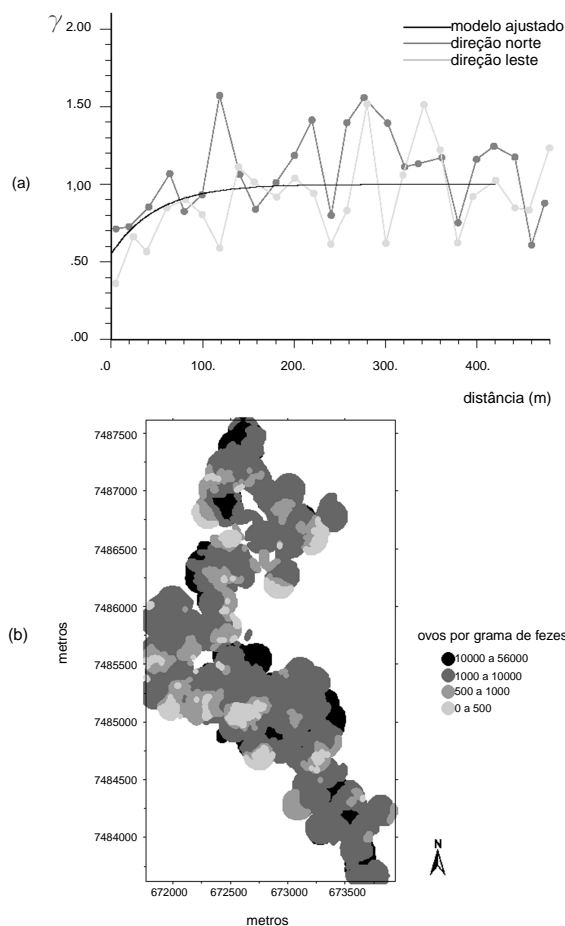 γ
2.00
modelo ajustado
direção norte
direção leste
1.50
(a)
1.00
.50
.00
.0
100.
200.
300.
400.
distância (m)
7487500
7487000
7486500
7486000
(b)
metros
ovos por grama de fezes
10000 a 56000
1000 a 10000
500 a 1000
0 a 500
7485500
7485000
7484500
7484000
N
672000
672500
673000
673500
metros